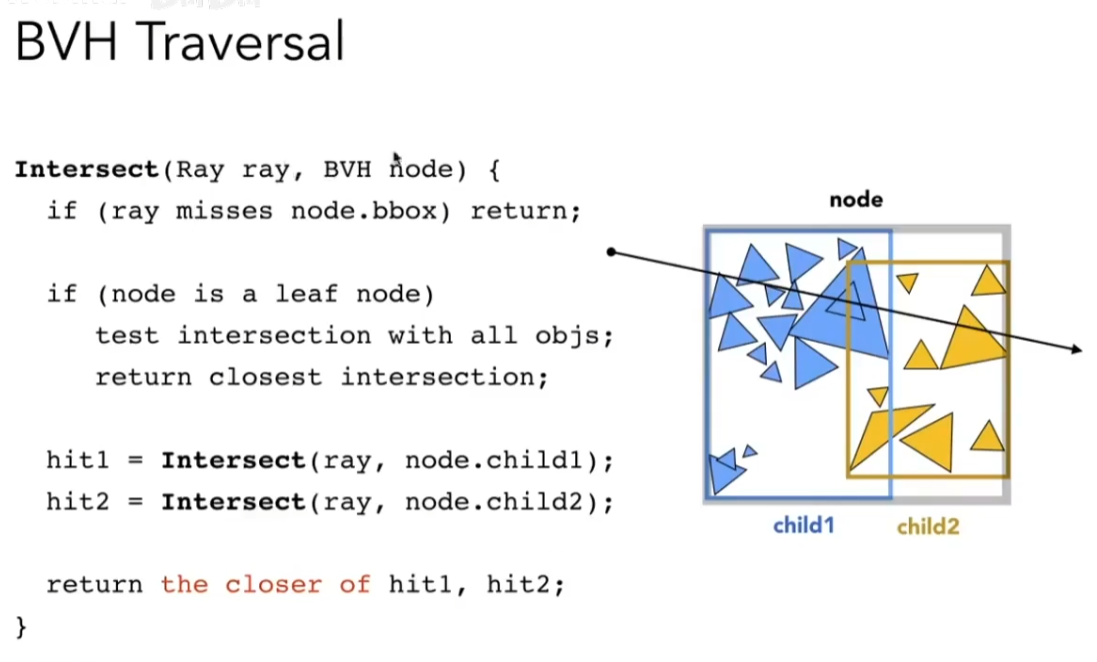 BVH Traversal
Intersect(Ray ray, BVH node) {
if (ray misses node.bbox) return;
if (node is a leaf node)
test intersection with all objs;
return closest intersection;
hit1 = Intersect(ray, node.child1);
hit2 = Intersect(ray, node.child2);
return the closer of hit1, hit2;
}
node
child1
child2